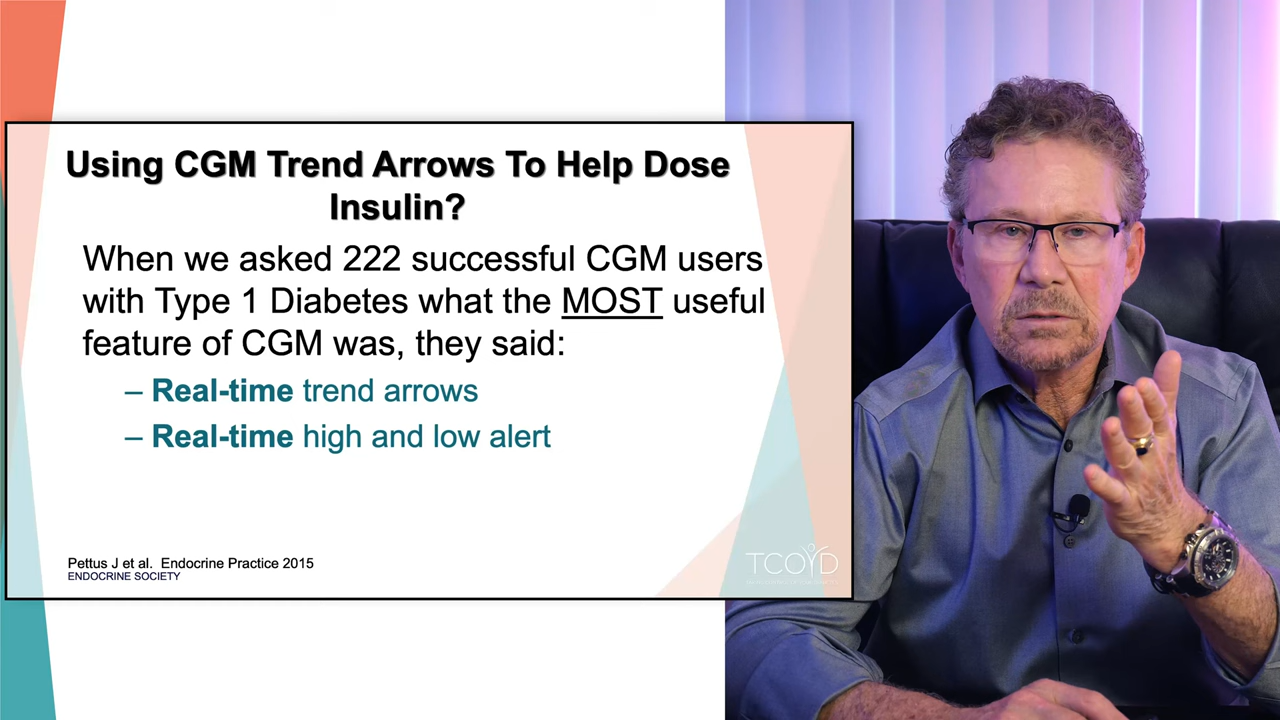 Using CGM Trend Arrows To Help Dose
Insulin?
When we asked 222 successful CGM users
with Type 1 Diabetes what the MOST useful
feature of CGM was, they said:
– Real-time trend arrows
– Real-time high and low alert
Pettus J et al. Endocrine Practice 2015
ENDOCRINE SOCIETY
TCOYD